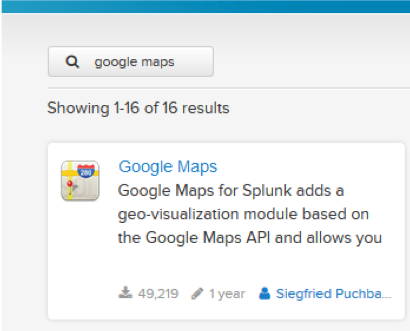 google maps
Showing 1-16 of 16 results
280
Google Maps
Google Maps for Splunk adds a
geo-visualization module based on
the Google Maps API and allows you
49,219 1 year Siegfried Puchba...